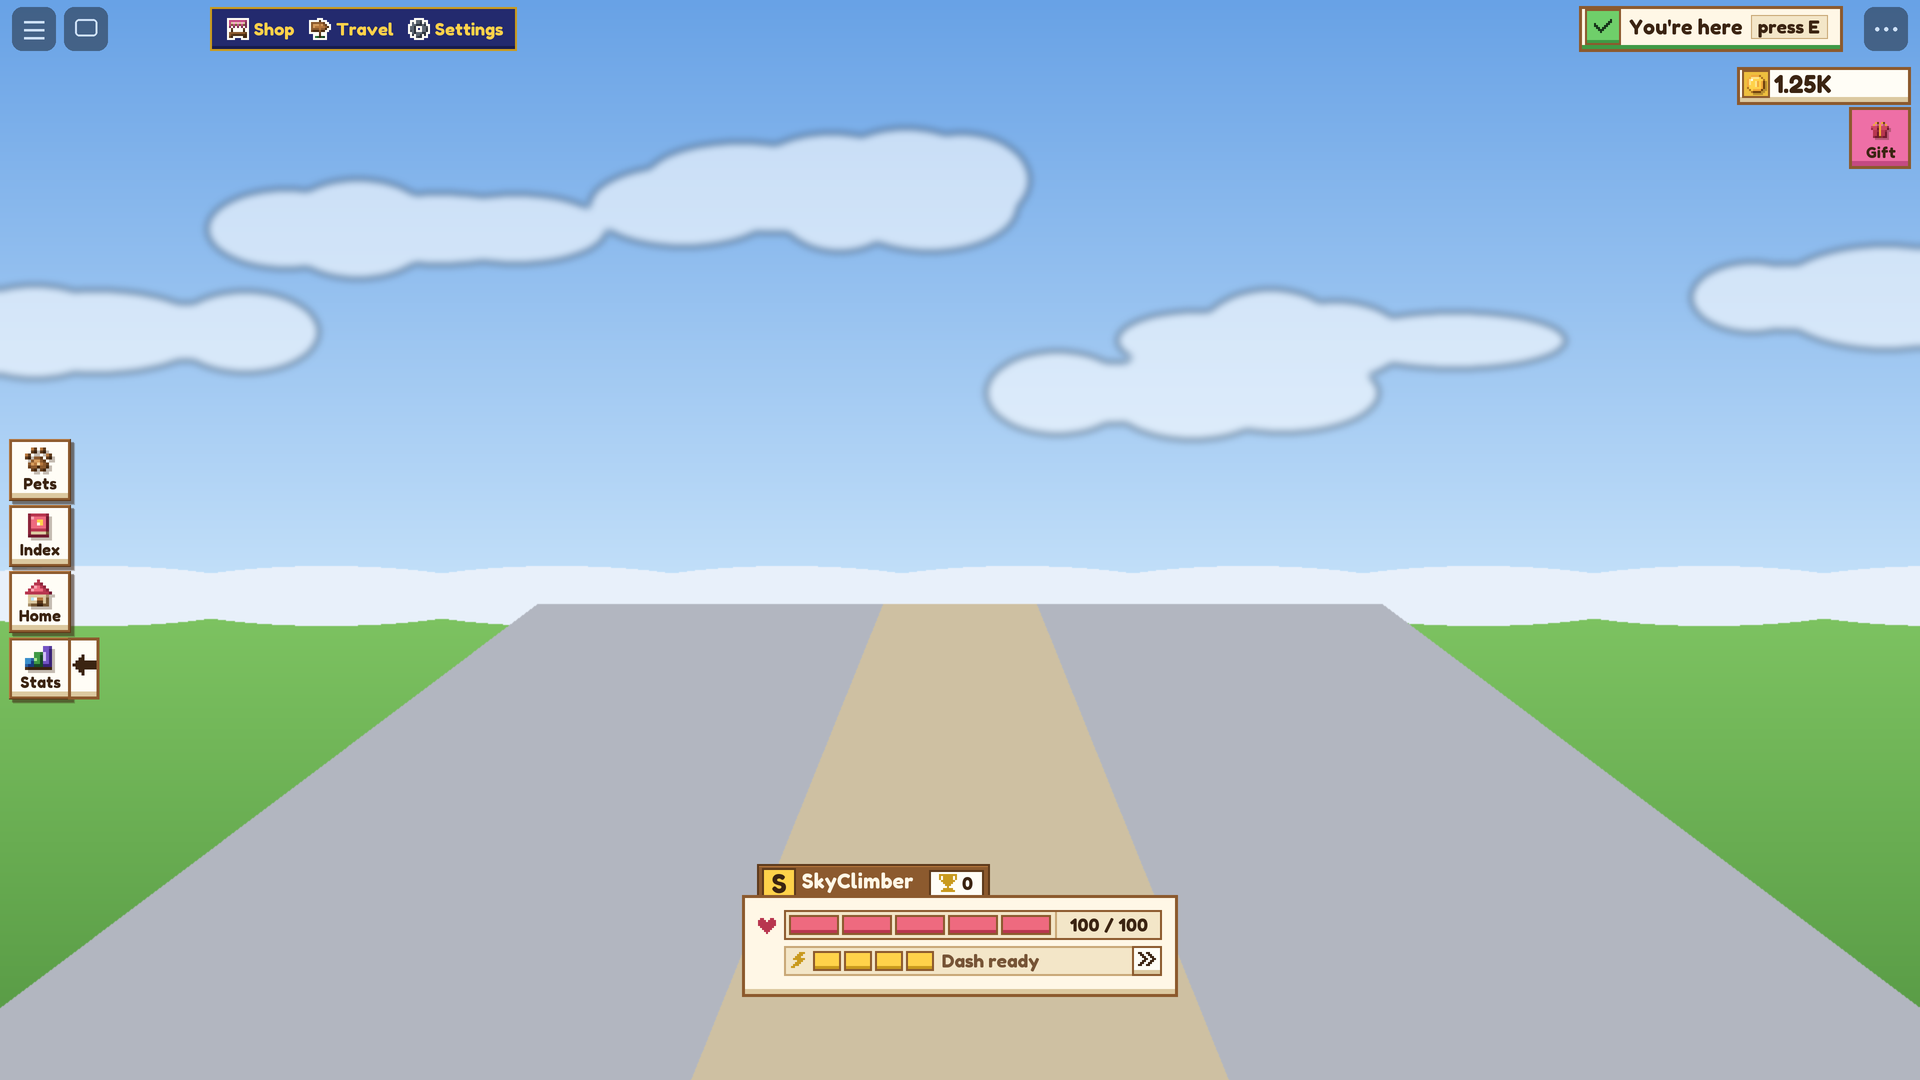 Shop Travel Settings
You're here press E
1.25K
Gift
Pets
Index
Home
Stats
S SkyClimber 0
100 / 100
Dash ready